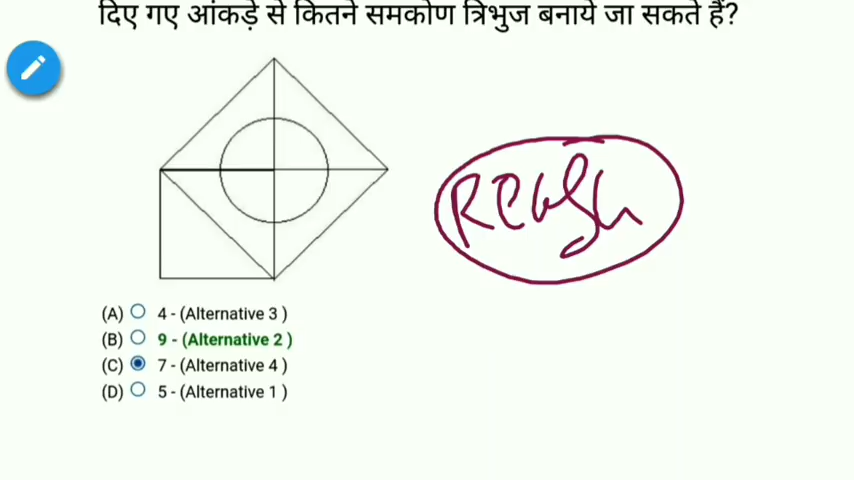 दिए गए आंकड़े से कितने समकोण त्रिभुज बनाये जा सकते हैं?
(A) 4 - (Alternative 3 )
(B) 9 - (Alternative 2 )
(C) 7 - (Alternative 4 )
(D) 5 - (Alternative 1 )